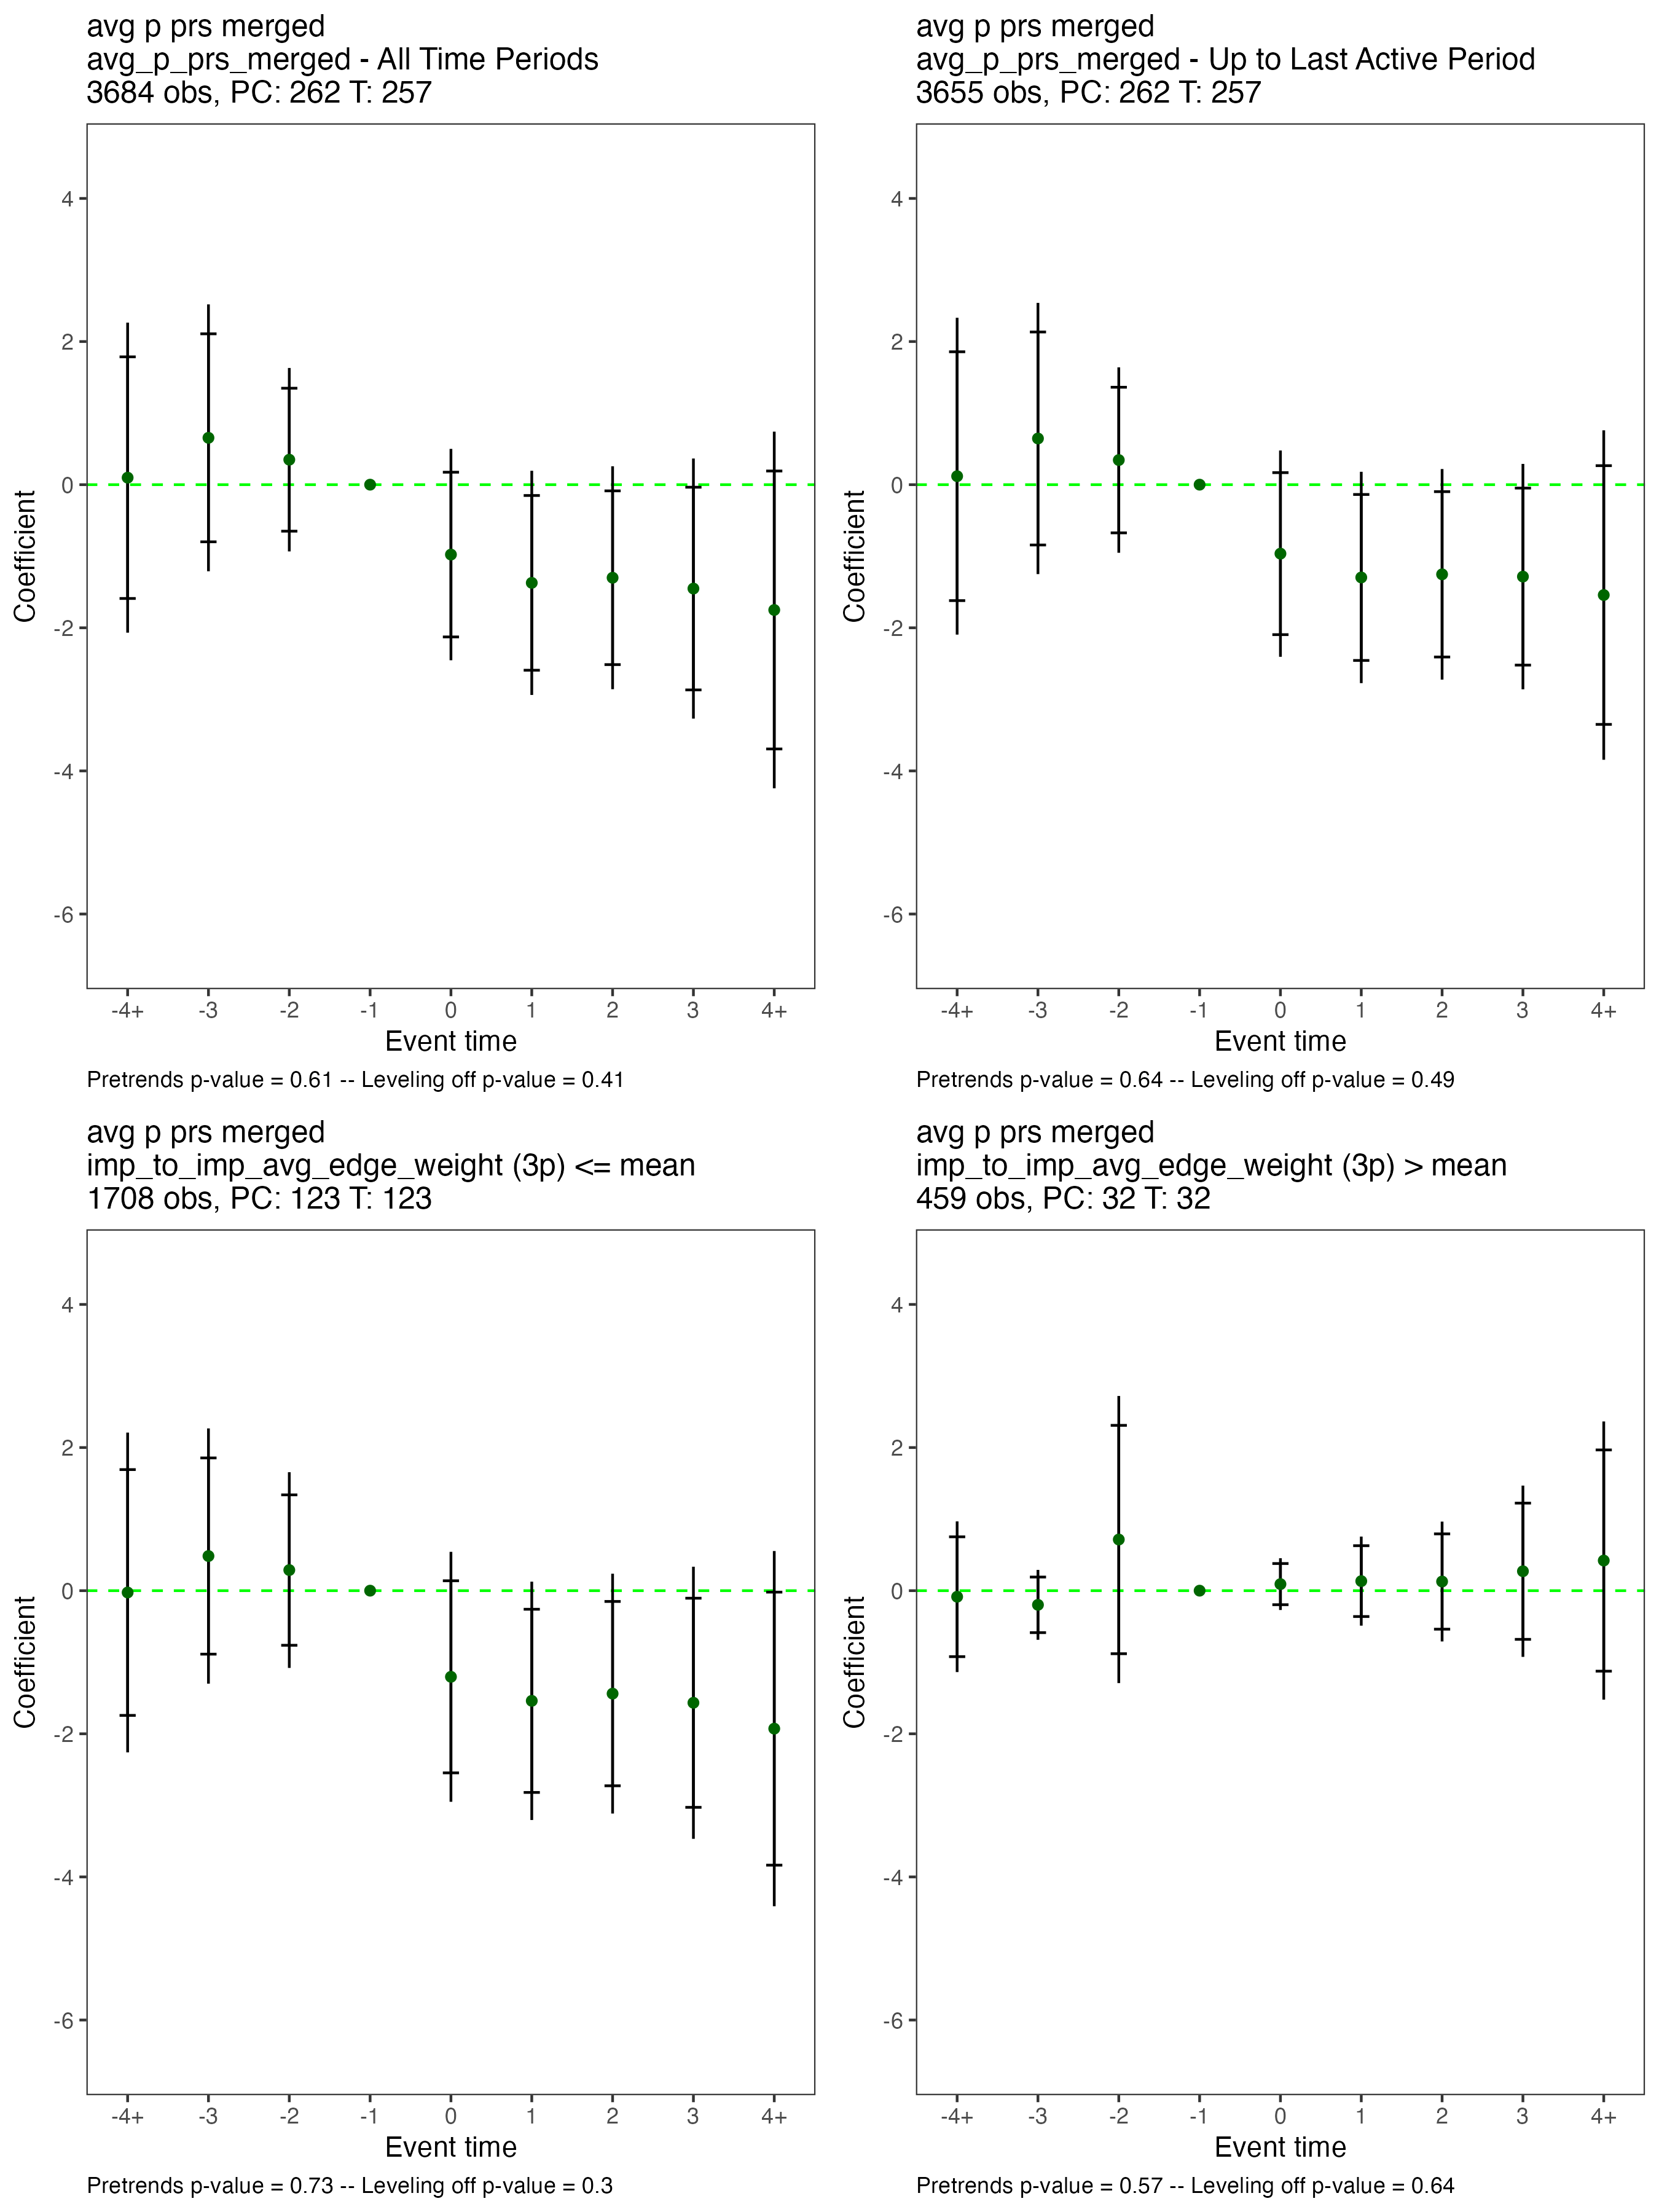 avg p prs merged
avg_p_prs_merged - All Time Periods
3684 obs, PC: 262 T: 257
4
2
0
-2
-4
-6
Coefficient
-4+ -3 -2 -1 0 1 2 3 4+
Event time
Pretrends p-value = 0.61 -- Leveling off p-value = 0.41
avg p prs merged
avg_p_prs_merged - Up to Last Active Period
3655 obs, PC: 262 T: 257
4
2
0
-2
-4
-6
Coefficient
-4+ -3 -2 -1 0 1 2 3 4+
Event time
Pretrends p-value = 0.64 -- Leveling off p-value = 0.49
avg p prs merged
imp_to_imp_avg_edge_weight (3p) <= mean
1708 obs, PC: 123 T: 123
4
2
0
-2
-4
-6
Coefficient
-4+ -3 -2 -1 0 1 2 3 4+
Event time
Pretrends p-value = 0.73 -- Leveling off p-value = 0.3
avg p prs merged
imp_to_imp_avg_edge_weight (3p) > mean
459 obs, PC: 32 T: 32
4
2
0
-2
-4
-6
Coefficient
-4+ -3 -2 -1 0 1 2 3 4+
Event time
Pretrends p-value = 0.57 -- Leveling off p-value = 0.64